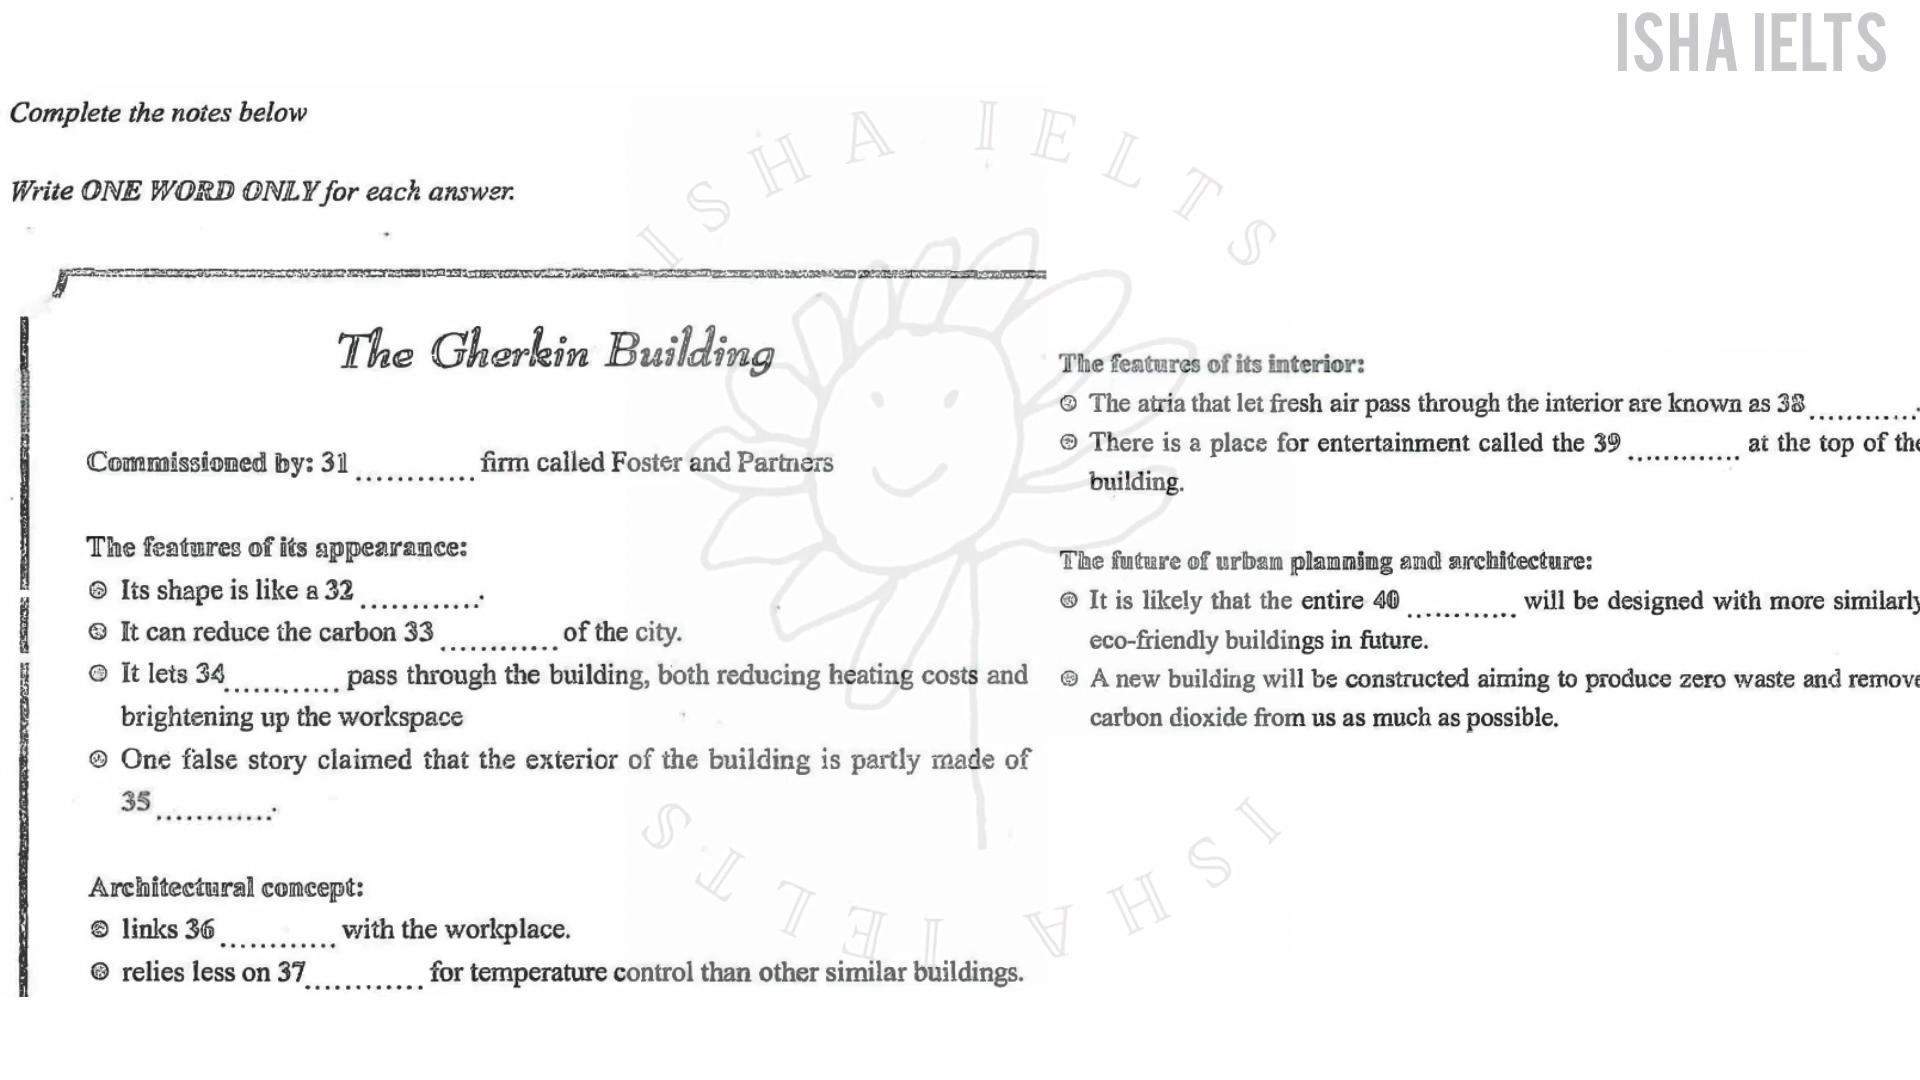 ISHA IELTS
Complete the notes below
Write ONE WORD ONLY for each answer.
The Gherkin Building
Commissioned by: 31 ............ firm called Foster and Partners
The features of its appearance:
Its shape is like a 32 ............
It can reduce the carbon 33 ............ of the city.
It lets 34 ............ pass through the building, both reducing heating costs and
brightening up the workspace
One false story claimed that the exterior of the building is partly made of
35 ............
Architectural concept:
links 36 ............ with the workplace.
relies less on 37 ............ for temperature control than other similar buildings.
The features of its interior:
The atria that let fresh air pass through the interior are known as 38 ............
There is a place for entertainment called the 39 ............ at the top of the
building.
The future of urban planning and architecture:
It is likely that the entire 40 ............ will be designed with more similarly
eco-friendly buildings in future.
A new building will be constructed aiming to produce zero waste and remove
carbon dioxide from us as much as possible.
ISHA IELTS
ISHA IELTS